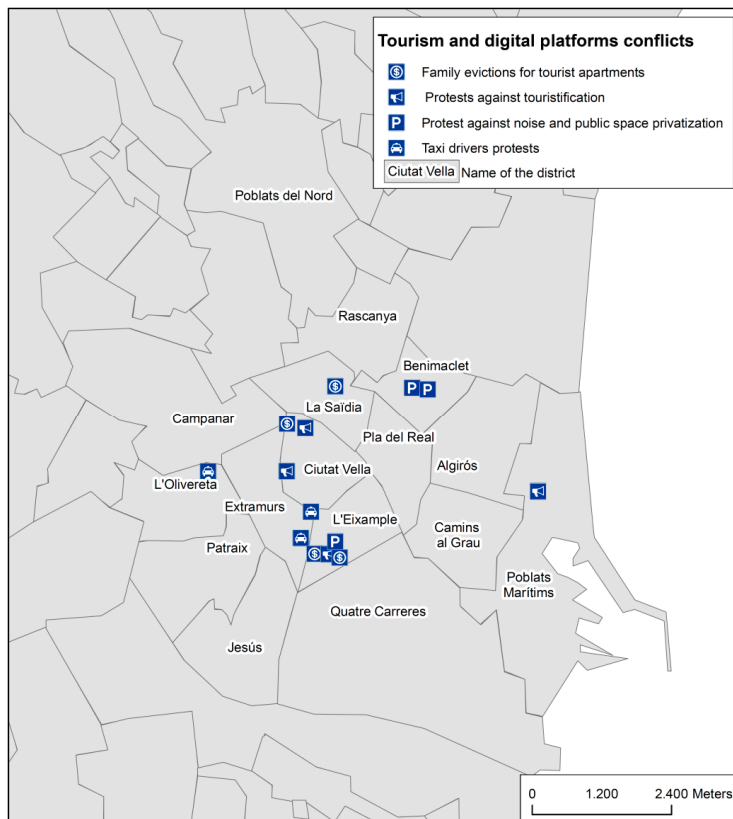 Tourism and digital platforms conflicts
$ Family evictions for tourist apartments
Protests against touristification
P Protest against noise and public space privatization
Taxi drivers protests
Ciutat Vella Name of the district
Poblats del Nord
Rascanya
Benimaclet
$
P P
La Saïdia
Campanar
$
Pla del Real
Ciutat Vella
Algirós
L'Olivereta
Extramurs
L'Eixample
Camins
al Grau
P
Patraix
$ $
Poblats
Marítims
Quatre Carreres
Jesús
0 1.200 2.400 Meters